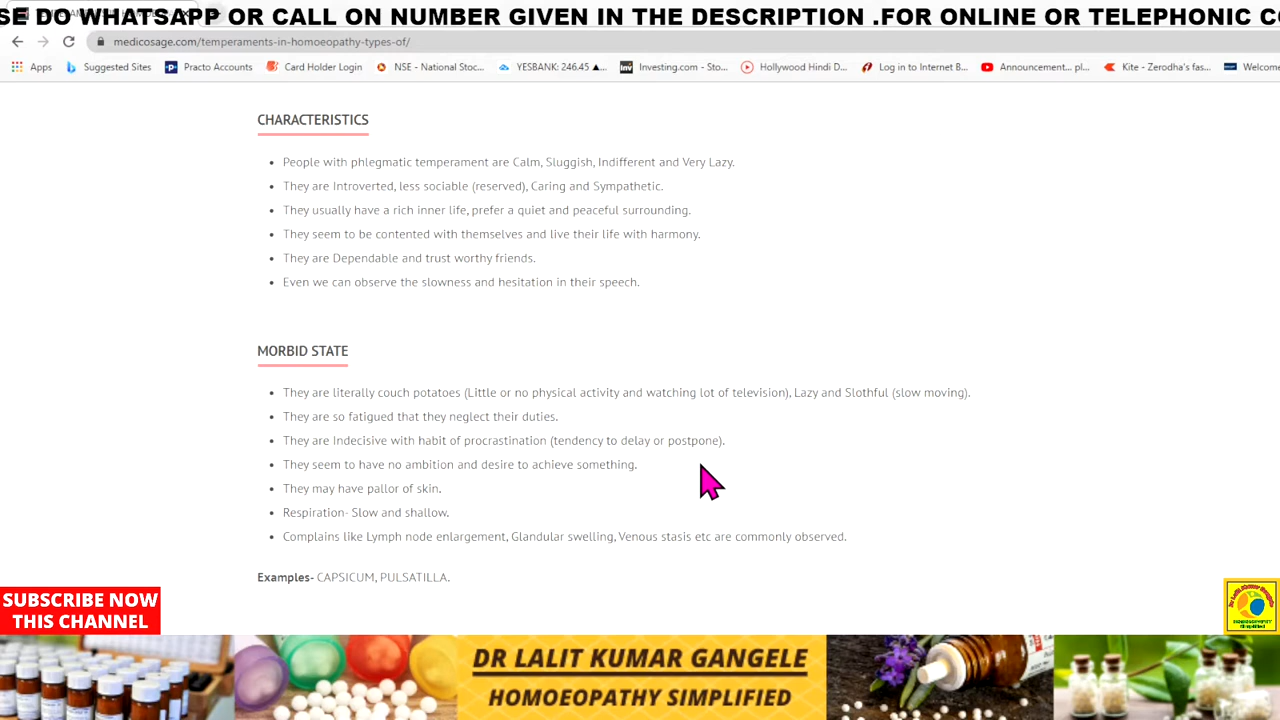 SE DO WHATSAPP OR CALL ON NUMBER GIVEN IN THE DESCRIPTION .FOR ONLINE OR TELEPHONIC CO
medicosage.com/temperaments-in-homoeopathy-types-of/
Apps Suggested Sites Practo Accounts Card Holder Login NSE - National Stoc... YESBANK: 246.45 ▲... Investing.com - Sto... Hollywood Hindi D... Log in to Internet B... Announcement... pl... Kite - Zerodha's fas... Welcome
CHARACTERISTICS
• People with phlegmatic temperament are Calm, Sluggish, Indifferent and Very Lazy.
• They are Introverted, less sociable (reserved), Caring and Sympathetic.
• They usually have a rich inner life, prefer a quiet and peaceful surrounding.
• They seem to be contented with themselves and live their life with harmony.
• They are Dependable and trust worthy friends.
• Even we can observe the slowness and hesitation in their speech.
MORBID STATE
• They are literally couch potatoes (Little or no physical activity and watching lot of television), Lazy and Slothful (slow moving).
• They are so fatigued that they neglect their duties.
• They are Indecisive with habit of procrastination (tendency to delay or postpone).
• They seem to have no ambition and desire to achieve something.
• They may have pallor of skin.
• Respiration- Slow and shallow.
• Complains like Lymph node enlargement, Glandular swelling, Venous stasis etc are commonly observed.
Examples- CAPSICUM, PULSATILLA.
SUBSCRIBE NOW
THIS CHANNEL
DR LALIT KUMAR GANGELE
HOMOEOPATHY SIMPLIFIED